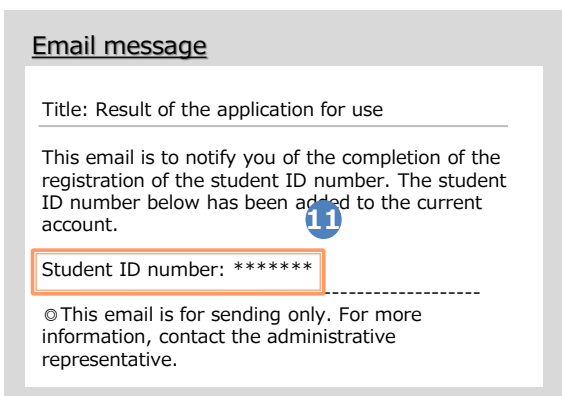 Email message
Title: Result of the application for use
This email is to notify you of the completion of the
registration of the student ID number. The student
ID number below has been added to the current
account.
11
Student ID number: *******
--------------------
◎This email is for sending only. For more
information, contact the administrative
representative.